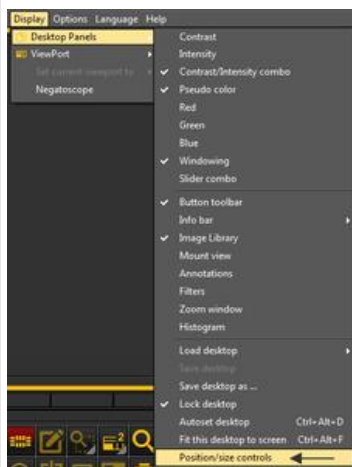 Display Options Language Help
Desktop Panels
ViewPort
Set current viewport to
Negatoscope
Contrast
Intensity
Contrast/Intensity combo
Pseudo color
Red
Green
Blue
Windowing
Slider combo
Button toolbar
Info bar
Image Library
Mount view
Annotations
Filters
Zoom window
Histogram
Load desktop
Save desktop
Save desktop as ...
Lock desktop
Autoset desktop Ctrl+Alt+D
Fit this desktop to screen Ctrl+Alt+F
Position/size controls